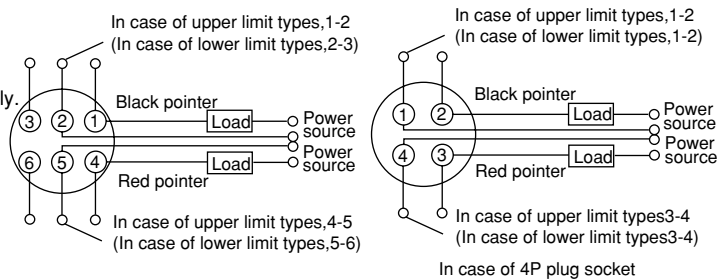 In case of upper limit types,1-2
(In case of lower limit types,2-3)
ly.
3 2 1
Black pointer
Load
Power
source
6 5 4
Load
Power
source
Red pointer
In case of upper limit types,4-5
(In case of lower limit types,5-6)
In case of upper limit types,1-2
(In case of lower limit types,1-2)
1 2
Black pointer
Load
Power
source
4 3
Load
Power
source
Red pointer
In case of upper limit types3-4
(In case of lower limit types3-4)
In case of 4P plug socket